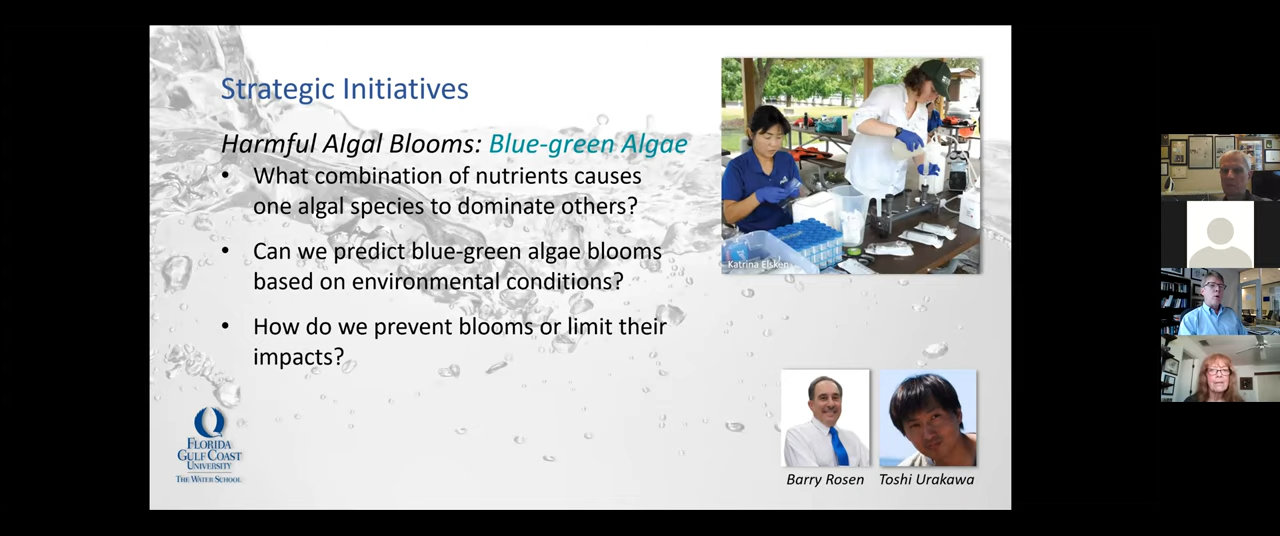 Strategic Initiatives
Harmful Algal Blooms: Blue-green Algae
• What combination of nutrients causes
one algal species to dominate others?
• Can we predict blue-green algae blooms
based on environmental conditions?
• How do we prevent blooms or limit their
impacts?
Katrina Elsken
Barry Rosen Toshi Urakawa
FLORIDA
GULF COAST
UNIVERSITY
THE WATER SCHOOL